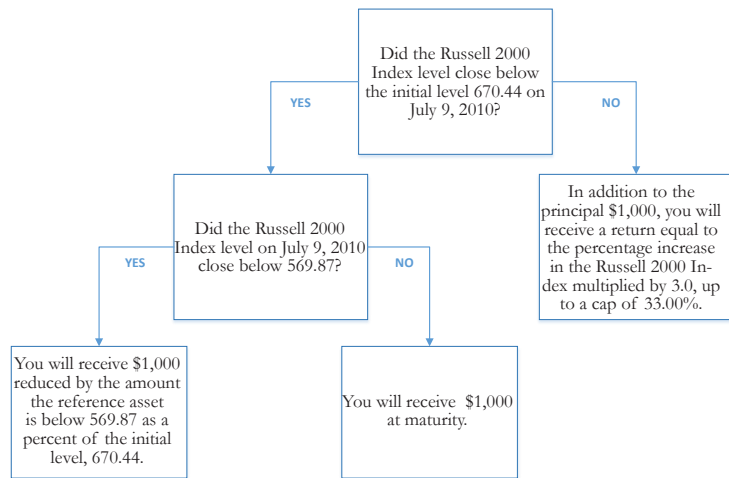 Did the Russell 2000
Index level close below
the initial level 670.44 on
July 9, 2010?
YES
NO
Did the Russell 2000
Index level on July 9, 2010
close below 569.87?
In addition to the
principal $1,000, you will
receive a return equal to
the percentage increase
in the Russell 2000 In-
dex multiplied by 3.0, up
to a cap of 33.00%.
YES
NO
You will receive $1,000
reduced by the amount
the reference asset
is below 569.87 as a
percent of the initial
level, 670.44.
You will receive $1,000
at maturity.